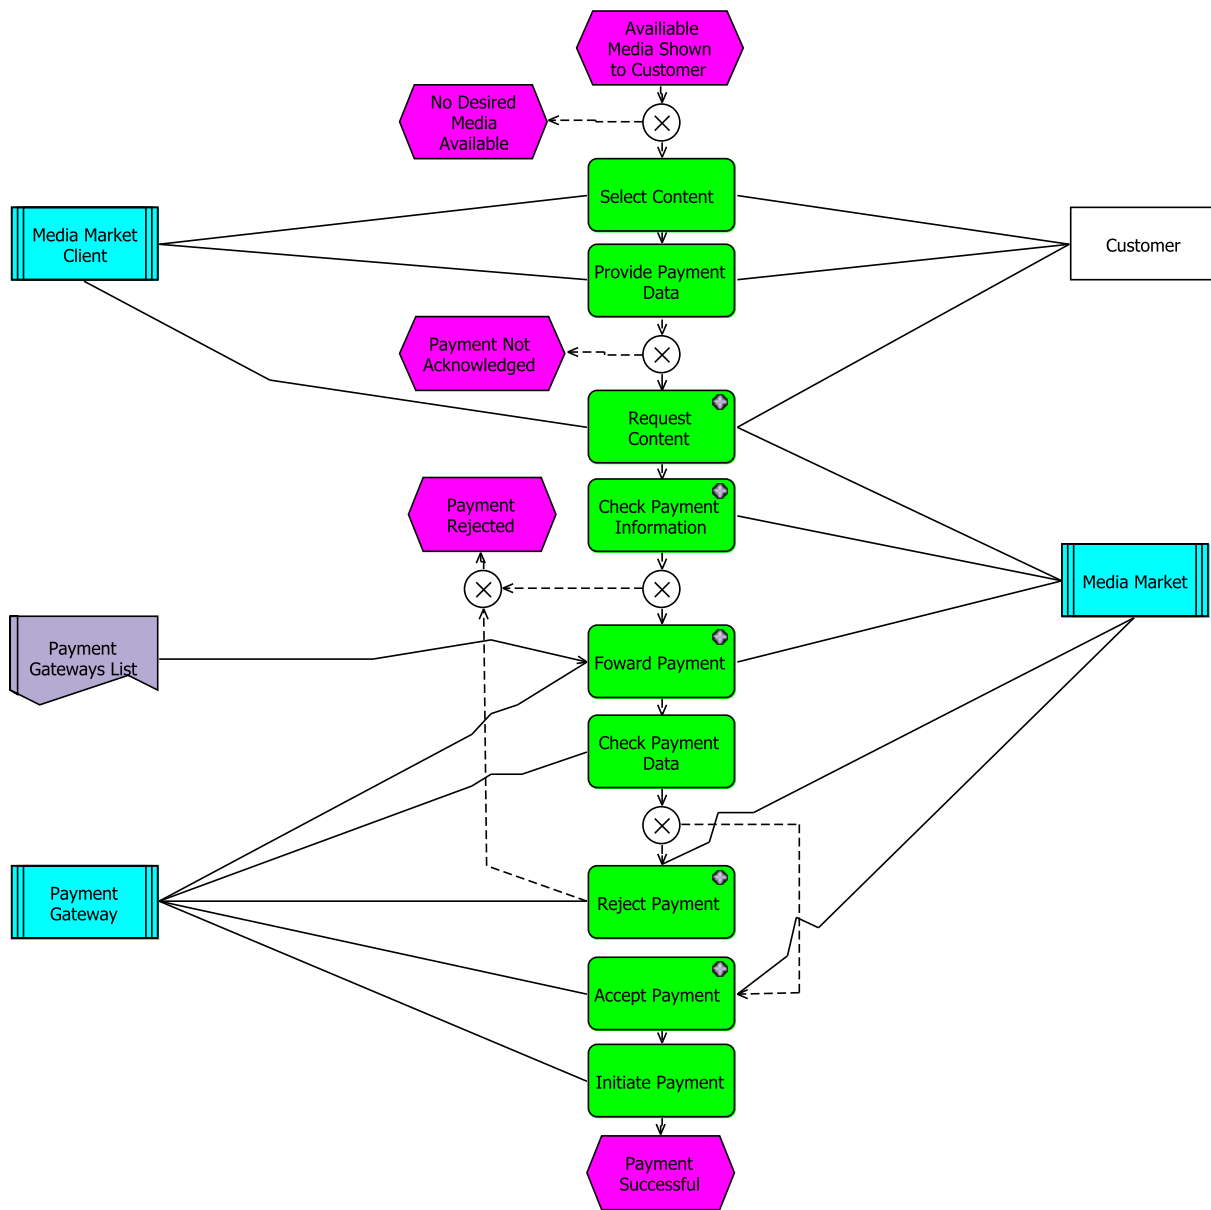 Availiable
Media Shown
to Customer
No Desired
Media
Available
Select Content
Media Market
Client
Customer
Provide Payment
Data
Payment Not
Acknowledged
Request
Content
Payment
Rejected
Check Payment
Information
Media Market
Payment
Gateways List
Foward Payment
Check Payment
Data
Payment
Gateway
Reject Payment
Accept Payment
Initiate Payment
Payment
Successful